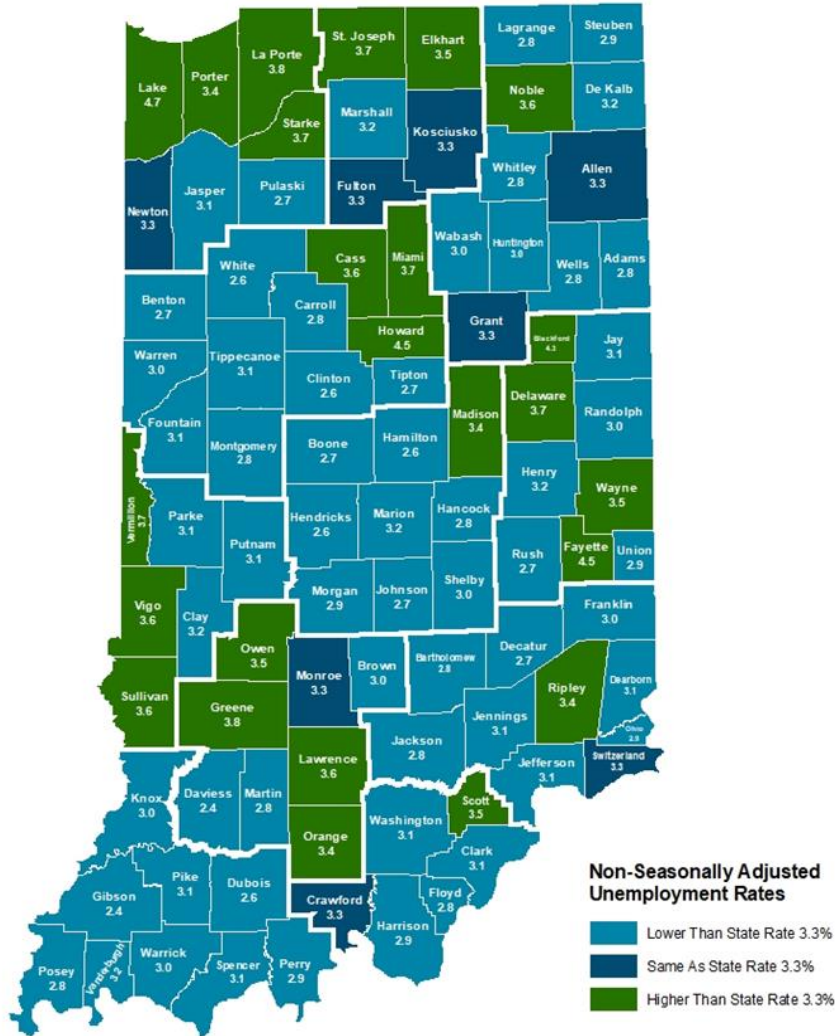 Lake
4.7
Porter
3.4
La Porte
3.8
St. Joseph
3.7
Elkhart
3.5
Lagrange
2.8
Steuben
2.9
Noble
3.6
De Kalb
3.2
Starke
3.7
Marshall
3.2
Kosciusko
3.3
Whitley
2.8
Allen
3.3
Newton
3.3
Jasper
3.1
Pulaski
2.7
Fulton
3.3
Wabash
3.0
Huntington
3.0
Wells
2.8
Adams
2.8
White
2.6
Cass
3.6
Miami
3.7
Benton
2.7
Carroll
2.8
Howard
4.5
Grant
3.3
Blackford
4.3
Jay
3.1
Warren
3.0
Tippecanoe
3.1
Clinton
2.6
Tipton
2.7
Madison
3.4
Delaware
3.7
Randolph
3.0
Fountain
3.1
Montgomery
2.8
Boone
2.7
Hamilton
2.6
Henry
3.2
Wayne
3.5
Vermillion
3.7
Parke
3.1
Putnam
3.1
Hendricks
2.6
Marion
3.2
Hancock
2.8
Rush
2.7
Fayette
4.5
Union
2.9
Vigo
3.6
Clay
3.2
Morgan
2.9
Johnson
2.7
Shelby
3.0
Franklin
3.0
Owen
3.5
Monroe
3.3
Brown
3.0
Bartholomew
2.8
Decatur
2.7
Ripley
3.4
Dearborn
3.1
Sullivan
3.6
Greene
3.8
Jackson
2.8
Jennings
3.1
Ohio
Switzerland
3.3
Jefferson
3.1
Lawrence
3.6
Knox
3.0
Daviess
2.4
Martin
2.8
Orange
3.4
Washington
3.1
Scott
3.5
Clark
3.1
Gibson
2.4
Pike
3.1
Dubois
2.6
Crawford
3.3
Harrison
2.9
Floyd
2.8
Posey
2.8
Vanderburgh
3.2
Warrick
3.0
Spencer
3.1
Perry
2.9
Non-Seasonally Adjusted
Unemployment Rates
Lower Than State Rate 3.3%
Same As State Rate 3.3%
Higher Than State Rate 3.3%